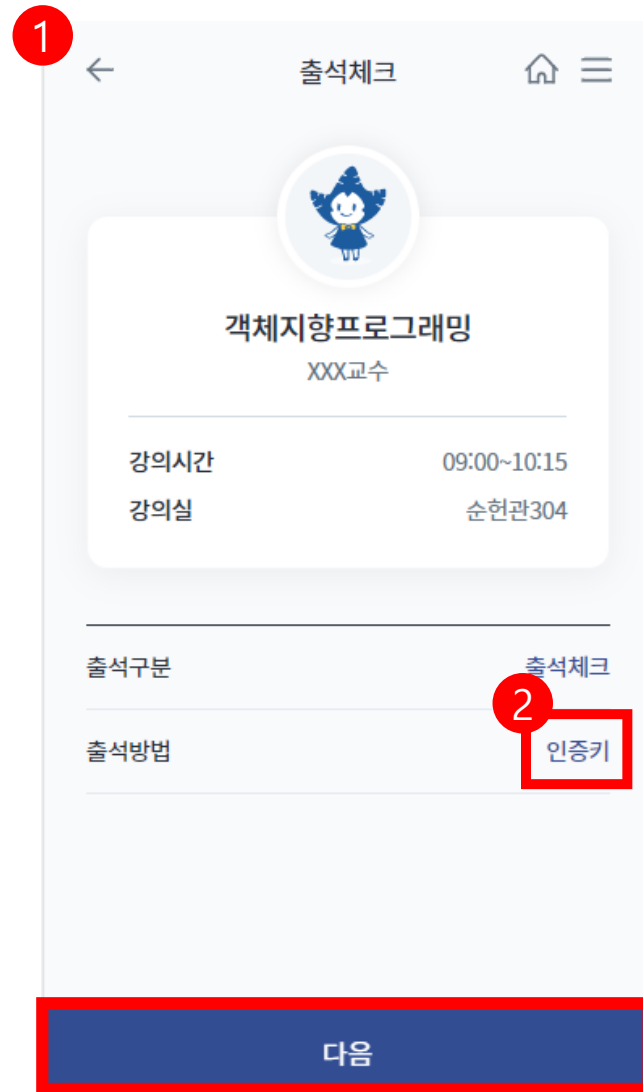 1
출석체크
객체지향프로그래밍
XXX교수
강의시간 09:00~10:15
강의실 순헌관304
출석구분 출석체크
2
출석방법 인증키
다음